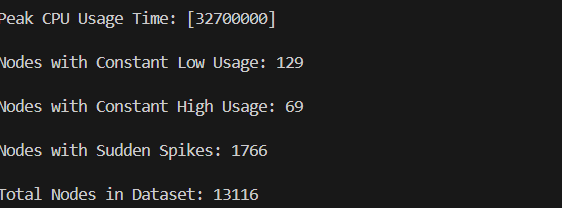 Peak CPU Usage Time: [32700000]
Nodes with Constant Low Usage: 129
Nodes with Constant High Usage: 69
Nodes with Sudden Spikes: 1766
Total Nodes in Dataset: 13116